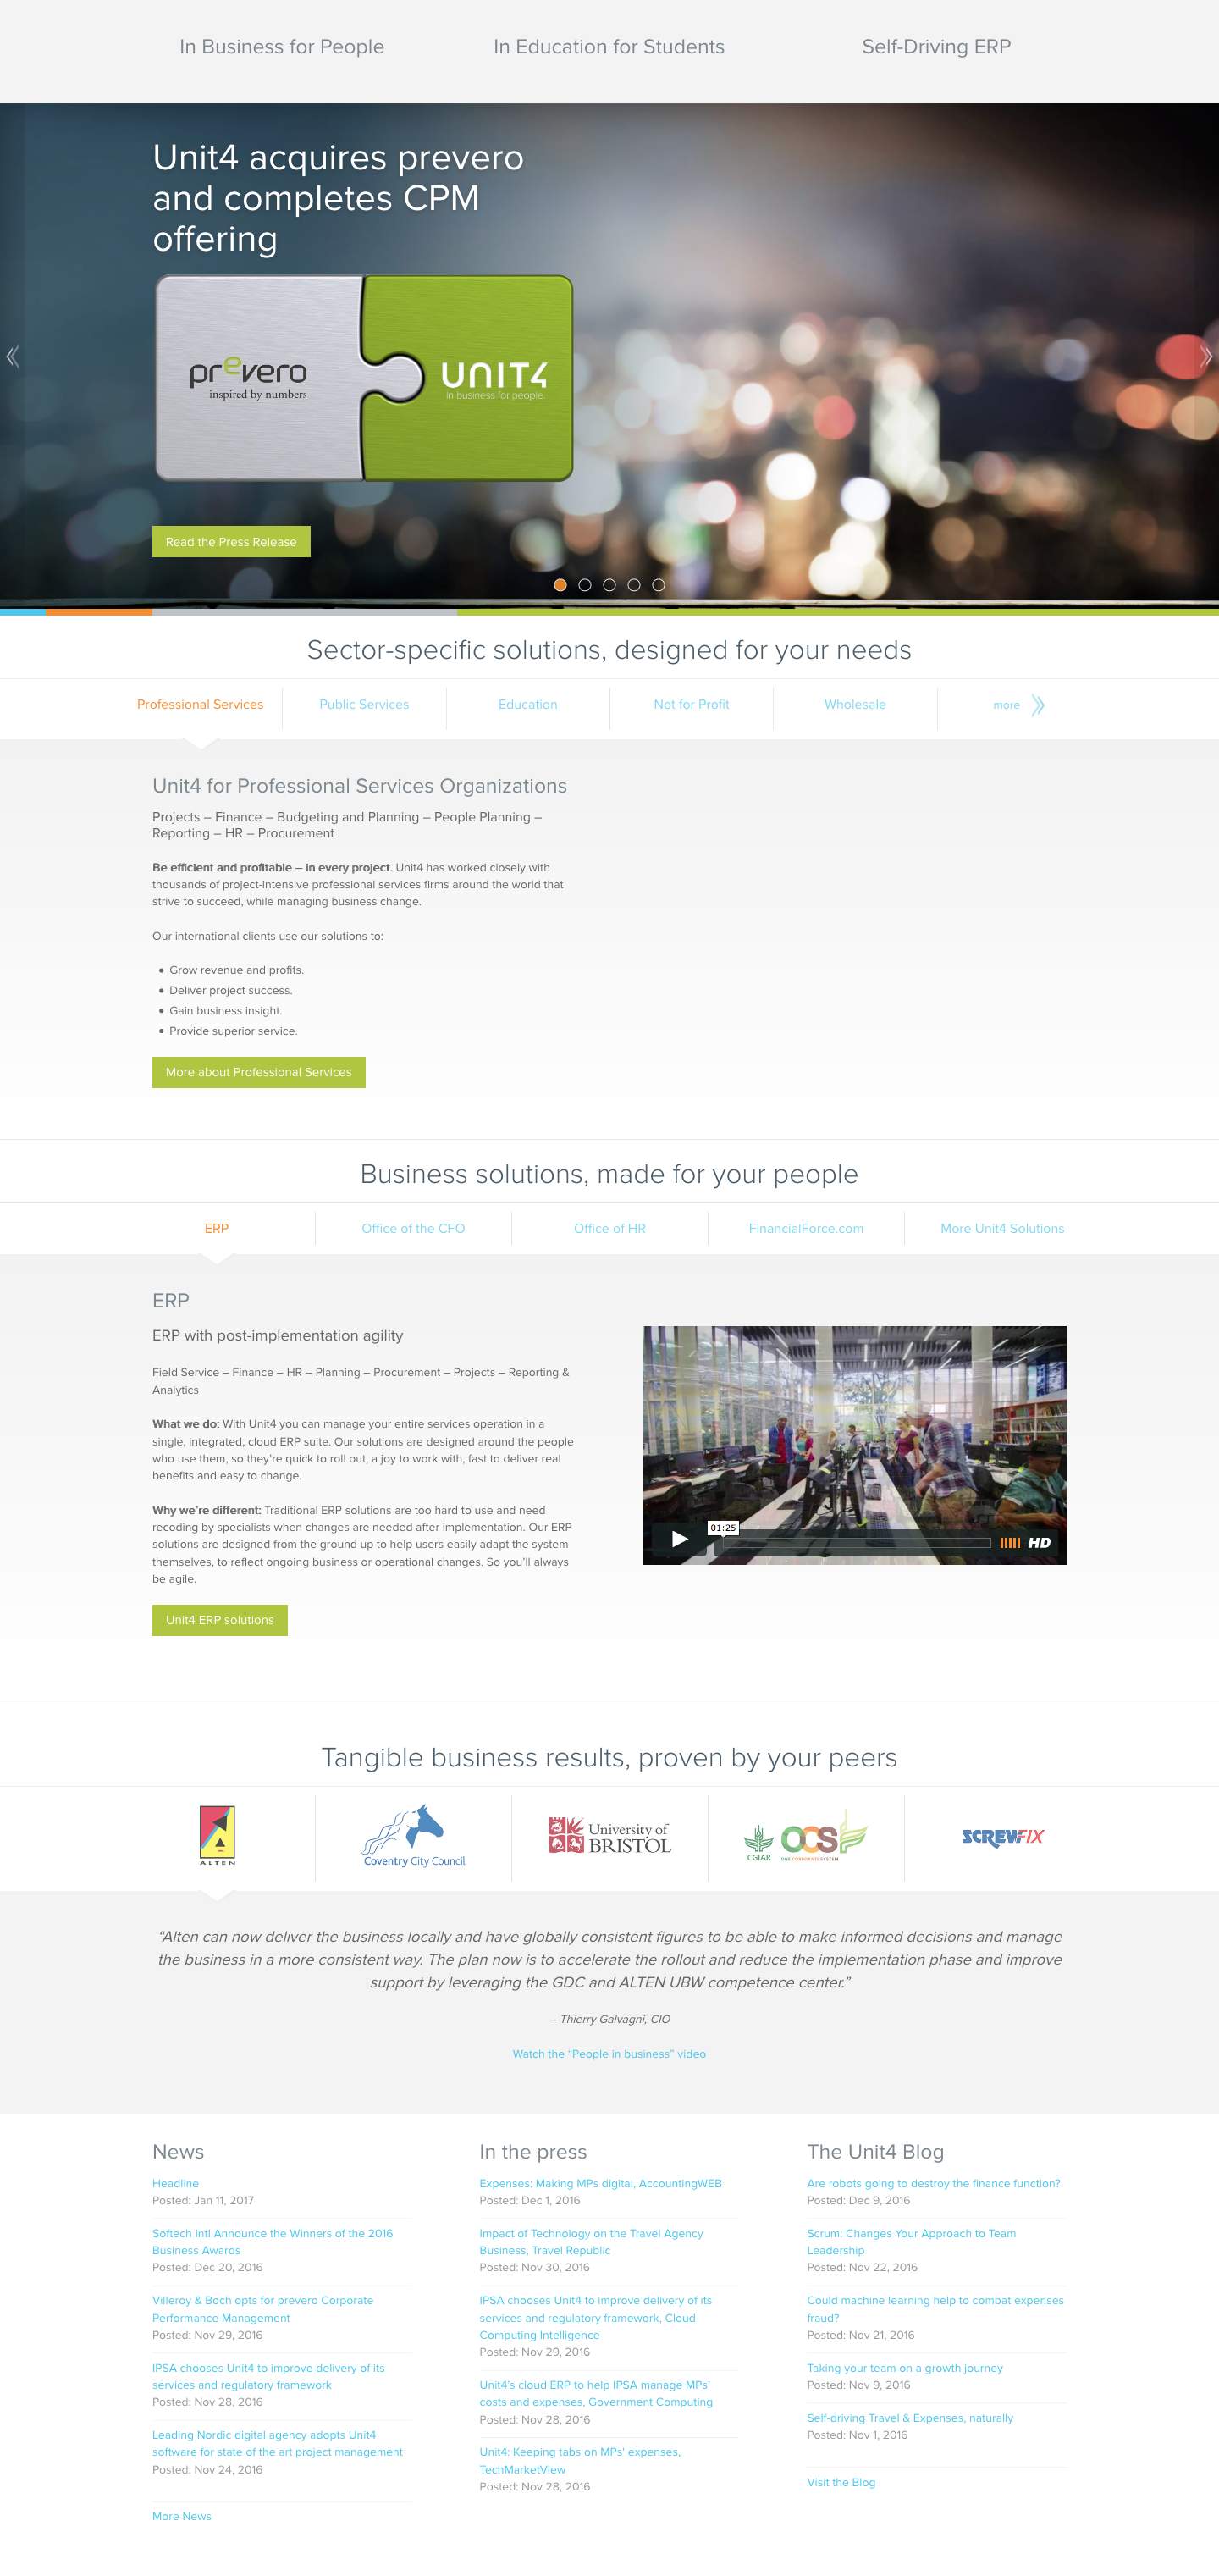 In Business for People
In Education for Students
Self-Driving ERP
Unit4 acquires prevero
and completes CPM
offering
prevero
inspired by numbers
UNIT4
In business for people.
Read the Press Release
Sector-specific solutions, designed for your needs
Professional Services
Public Services
Education
Not for Profit
Wholesale
more
Unit4 for Professional Services Organizations
Projects – Finance – Budgeting and Planning – People Planning –
Reporting – HR – Procurement
Be efficient and profitable – in every project. Unit4 has worked closely with
thousands of project-intensive professional services firms around the world that
strive to succeed, while managing business change.
Our international clients use our solutions to:
• Grow revenue and profits.
• Deliver project success.
• Gain business insight.
• Provide superior service.
More about Professional Services
Business solutions, made for your people
ERP
Office of the CFO
Office of HR
FinancialForce.com
More Unit4 Solutions
ERP
ERP with post-implementation agility
Field Service – Finance – HR – Planning – Procurement – Projects – Reporting &
Analytics
What we do: With Unit4 you can manage your entire services operation in a
single, integrated, cloud ERP suite. Our solutions are designed around the people
who use them, so they're quick to roll out, a joy to work with, fast to deliver real
benefits and easy to change.
Why we're different: Traditional ERP solutions are too hard to use and need
recoding by specialists when changes are needed after implementation. Our ERP
solutions are designed from the ground up to help users easily adapt the system
themselves, to reflect ongoing business or operational changes. So you'll always
be agile.
Unit4 ERP solutions
01:25
HD
Tangible business results, proven by your peers
ALTEN
Coventry City Council
University of
BRISTOL
CGIAR
OCS
ONE CORPORATE SYSTEM
SCREWFIX
“Alten can now deliver the business locally and have globally consistent figures to be able to make informed decisions and manage
the business in a more consistent way. The plan now is to accelerate the rollout and reduce the implementation phase and improve
support by leveraging the GDC and ALTEN UBW competence center.”
– Thierry Galvagni, CIO
Watch the “People in business” video
News
Headline
Posted: Jan 11, 2017
Softech Intl Announce the Winners of the 2016
Business Awards
Posted: Dec 20, 2016
Villeroy & Boch opts for prevero Corporate
Performance Management
Posted: Nov 29, 2016
IPSA chooses Unit4 to improve delivery of its
services and regulatory framework
Posted: Nov 28, 2016
Leading Nordic digital agency adopts Unit4
software for state of the art project management
Posted: Nov 24, 2016
More News
In the press
Expenses: Making MPs digital, AccountingWEB
Posted: Dec 1, 2016
Impact of Technology on the Travel Agency
Business, Travel Republic
Posted: Nov 30, 2016
IPSA chooses Unit4 to improve delivery of its
services and regulatory framework, Cloud
Computing Intelligence
Posted: Nov 29, 2016
Unit4's cloud ERP to help IPSA manage MPs'
costs and expenses, Government Computing
Posted: Nov 28, 2016
Unit4: Keeping tabs on MPs' expenses,
TechMarketView
Posted: Nov 28, 2016
The Unit4 Blog
Are robots going to destroy the finance function?
Posted: Dec 9, 2016
Scrum: Changes Your Approach to Team
Leadership
Posted: Nov 22, 2016
Could machine learning help to combat expenses
fraud?
Posted: Nov 21, 2016
Taking your team on a growth journey
Posted: Nov 9, 2016
Self-driving Travel & Expenses, naturally
Posted: Nov 1, 2016
Visit the Blog